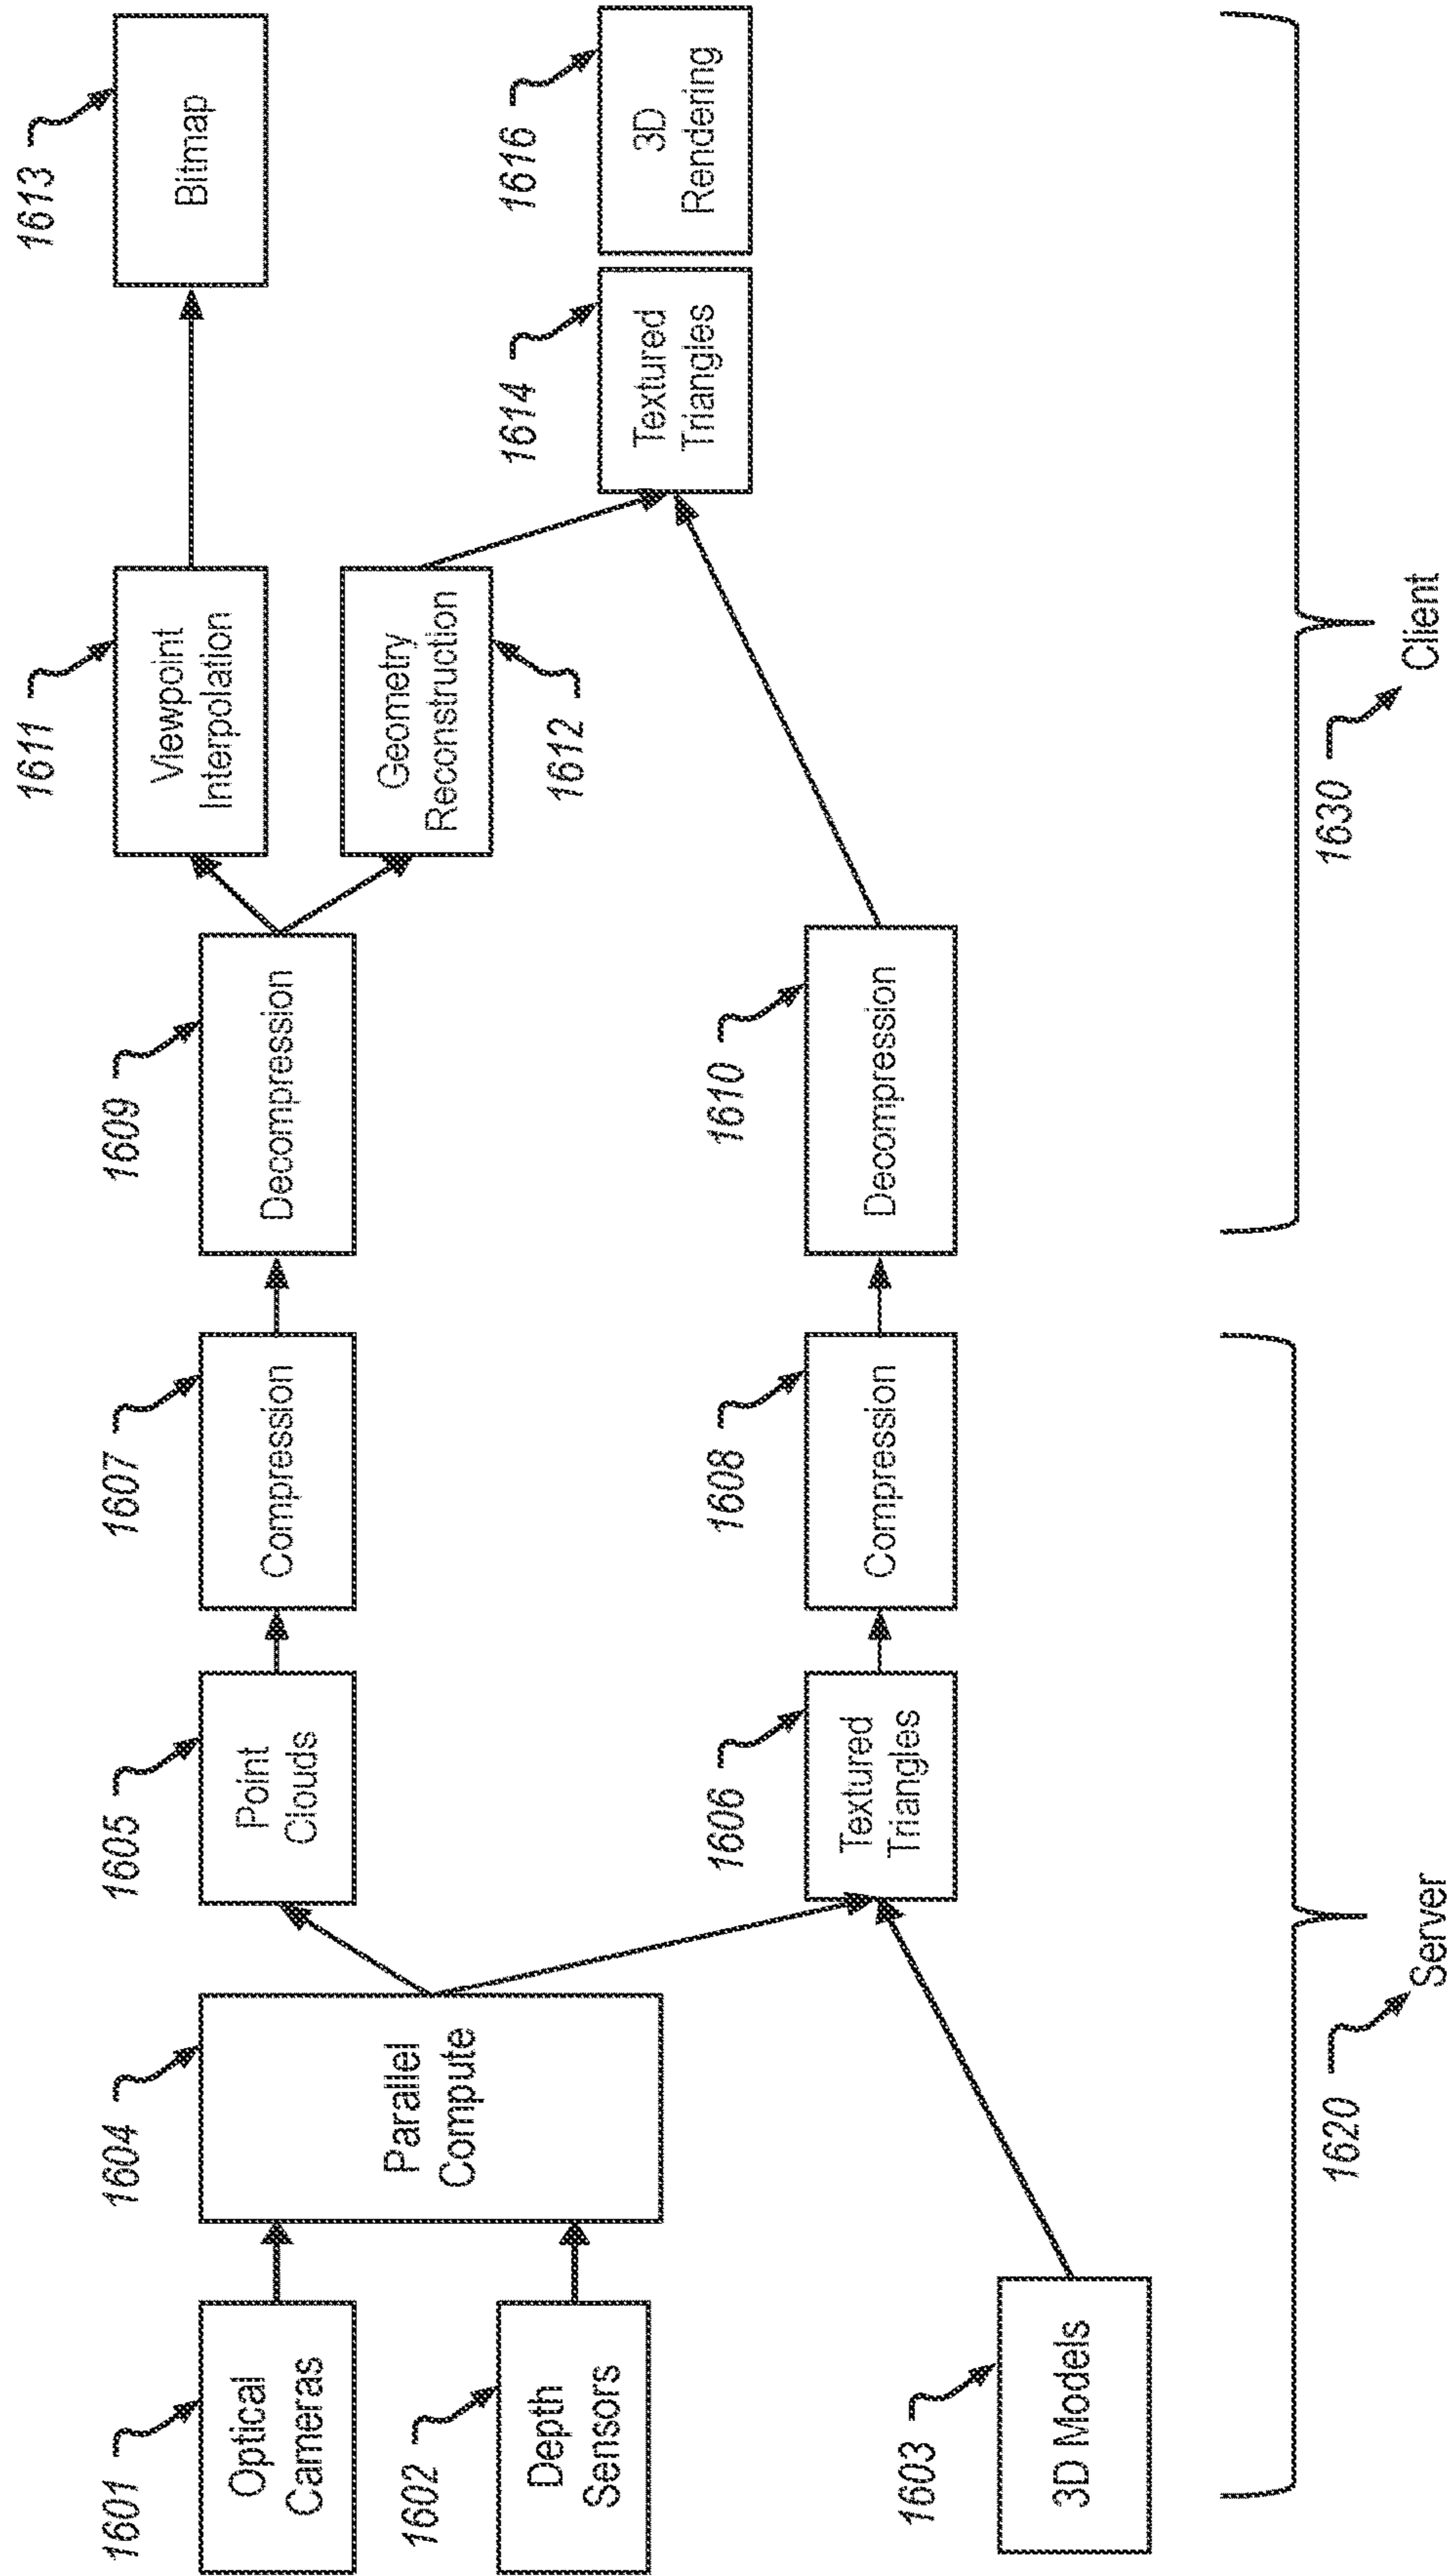 1601
Optical
Cameras
1602
Depth
Sensors
1603
3D Models
1604
Parallel
Compute
1605
Point
Clouds
1606
Textured
Triangles
1607
Compression
1608
Compression
1609
Decompression
1610
Decompression
1611
Viewpoint
Interpolation
Geometry
Reconstruction
1612
1613
Bitmap
1614
Textured
Triangles
1616
3D
Rendering
1620
Server
1630
Client